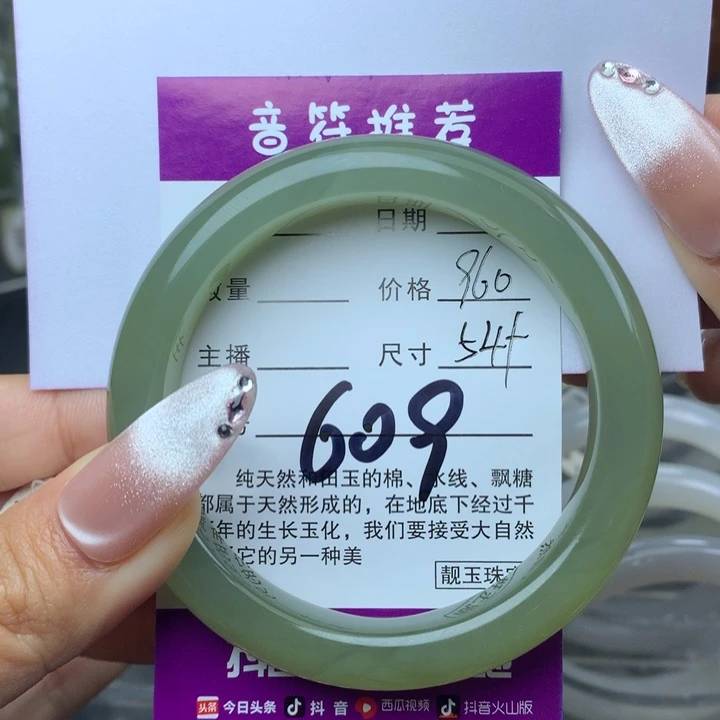 音符推荐
日期
数量 价格 960
主播 尺寸 54+
609
纯天然和田玉的棉、水线、飘糖
都属于天然形成的，在地底下经过千
年的生长玉化，我们要接受大自然
它的另一种美
靓玉珠宝
头条 今日头条 抖音 西瓜视频 抖音火山版